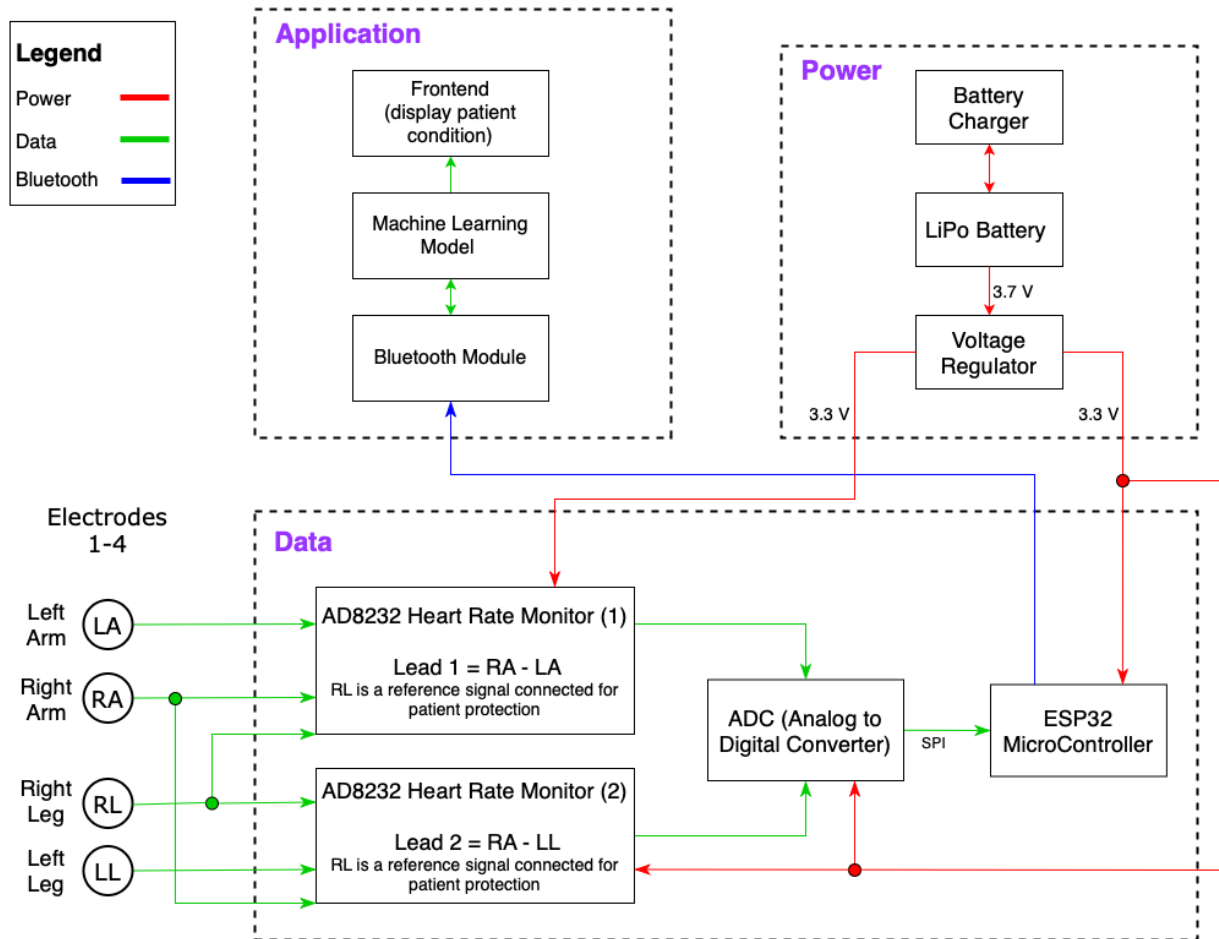 Legend
Power
Data
Bluetooth
Application
Frontend
(display patient
condition)
Machine Learning
Model
Bluetooth Module
Power
Battery
Charger
LiPo Battery
3.7 V
Voltage
Regulator
3.3 V
3.3 V
Electrodes
1-4
Left
Arm
LA
Right
Arm
RA
Right
Leg
RL
Left
Leg
LL
Data
AD8232 Heart Rate Monitor (1)
Lead 1 = RA - LA
RL is a reference signal connected for
patient protection
AD8232 Heart Rate Monitor (2)
Lead 2 = RA - LL
RL is a reference signal connected for
patient protection
ADC (Analog to
Digital Converter)
SPI
ESP32
MicroController